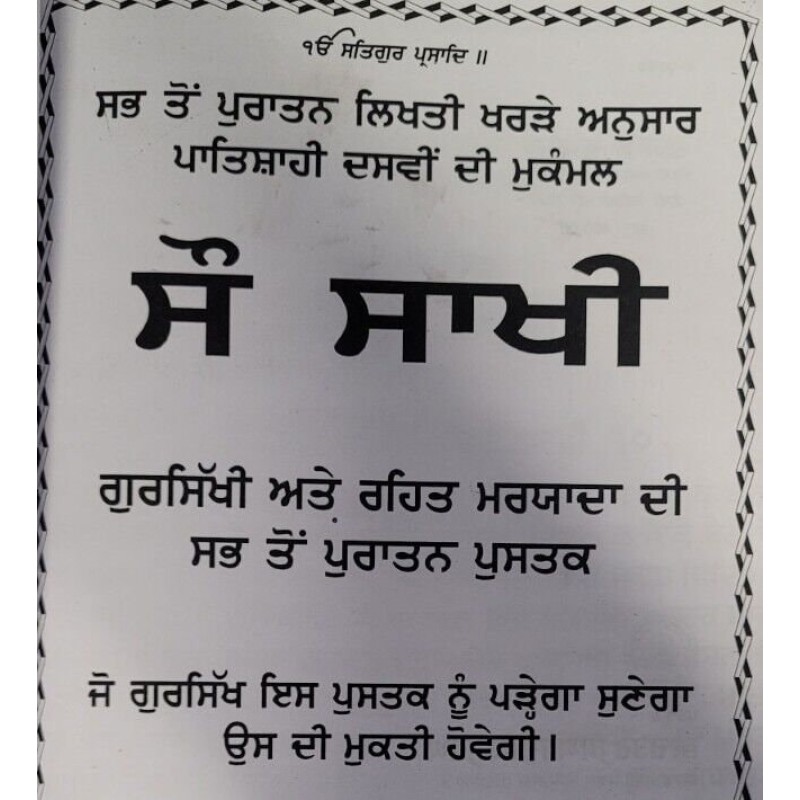 ੴ ਸਤਿਗੁਰ ਪ੍ਰਸਾਦਿ ॥
ਸਭ ਤੋਂ ਪੁਰਾਤਨ ਲਿਖਤੀ ਖਰੜੇ ਅਨੁਸਾਰ
ਪਾਤਿਸ਼ਾਹੀ ਦਸਵੀਂ ਦੀ ਮੁਕੰਮਲ
ਸੌ ਸਾਖੀ
ਗੁਰਸਿੱਖੀ ਅਤੇ ਰਹਿਤ ਮਰਯਾਦਾ ਦੀ
ਸਭ ਤੋਂ ਪੁਰਾਤਨ ਪੁਸਤਕ
ਜੋ ਗੁਰਸਿੱਖ ਇਸ ਪੁਸਤਕ ਨੂੰ ਪੜ੍ਹੇਗਾ ਸੁਣੇਗਾ
ਉਸ ਦੀ ਮੁਕਤੀ ਹੋਵੇਗੀ।